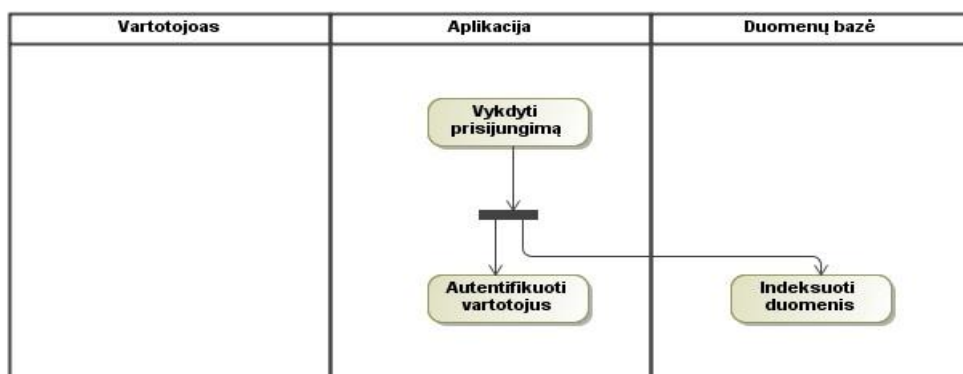 Vartotojoas
Aplikacija
Duomenų bazė
Vykdyti
prisijungimą
Autentifikuoti
vartotojus
Indeksuoti
duomenis